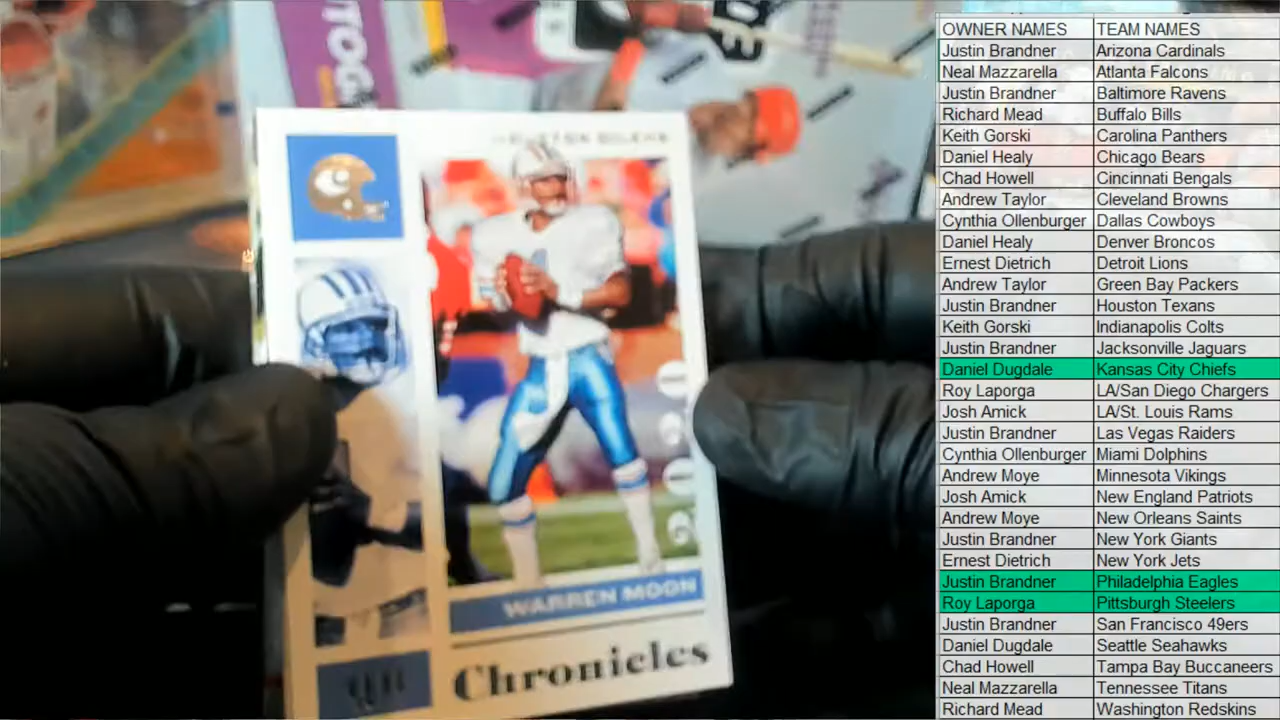 TOG
WARREN MOON
Chronicles
2020
QB
OWNER NAMES TEAM NAMES
Justin Brandner Arizona Cardinals
Neal Mazzarella Atlanta Falcons
Justin Brandner Baltimore Ravens
Richard Mead Buffalo Bills
Keith Gorski Carolina Panthers
Daniel Healy Chicago Bears
Chad Howell Cincinnati Bengals
Andrew Taylor Cleveland Browns
Cynthia Ollenburger Dallas Cowboys
Daniel Healy Denver Broncos
Ernest Dietrich Detroit Lions
Andrew Taylor Green Bay Packers
Justin Brandner Houston Texans
Keith Gorski Indianapolis Colts
Justin Brandner Jacksonville Jaguars
Daniel Dugdale Kansas City Chiefs
Roy Laporga LA/San Diego Chargers
Josh Amick LA/St. Louis Rams
Justin Brandner Las Vegas Raiders
Cynthia Ollenburger Miami Dolphins
Andrew Moye Minnesota Vikings
Josh Amick New England Patriots
Andrew Moye New Orleans Saints
Justin Brandner New York Giants
Ernest Dietrich New York Jets
Justin Brandner Philadelphia Eagles
Roy Laporga Pittsburgh Steelers
Justin Brandner San Francisco 49ers
Daniel Dugdale Seattle Seahawks
Chad Howell Tampa Bay Buccaneers
Neal Mazzarella Tennessee Titans
Richard Mead Washington Redskins